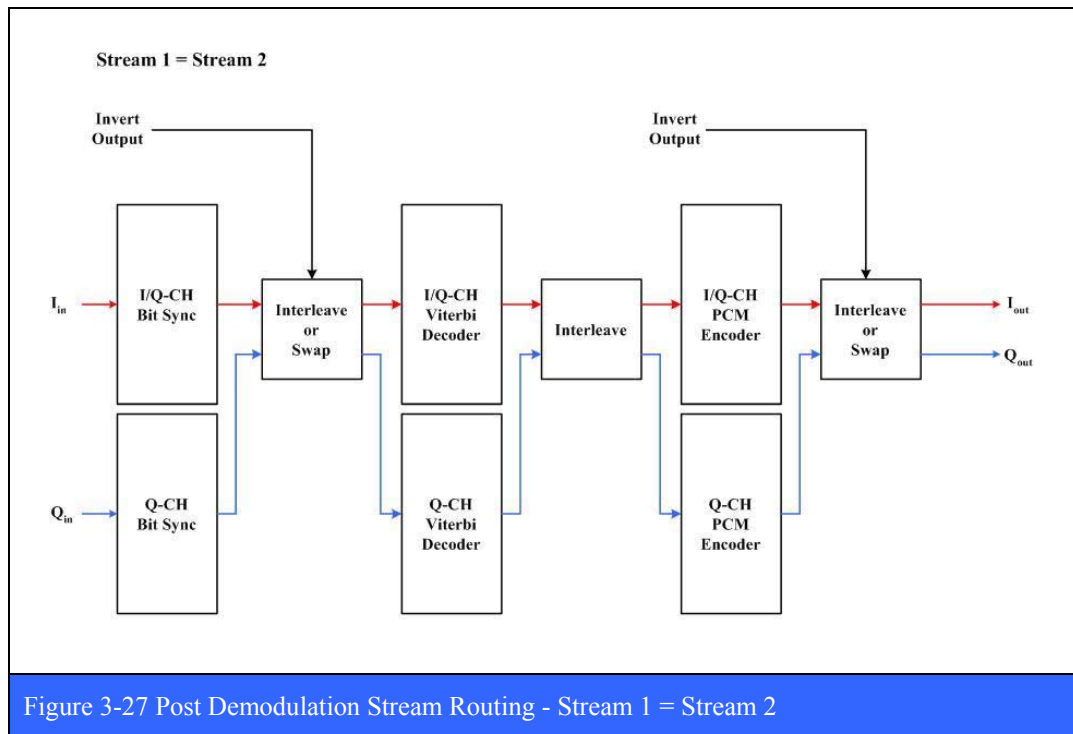 Stream 1 = Stream 2
Invert
Output
Invert
Output
I/Q-CH
Bit Sync
I/Q-CH
Viterbi
Decoder
I/Q-CH
PCM
Encoder
Iin
Interleave
or
Swap
Interleave
Interleave
or
Swap
Iout
Qout
Qin
Q-CH
Bit Sync
Q-CH
Viterbi
Decoder
Q-CH
PCM
Encoder
Figure 3-27 Post Demodulation Stream Routing - Stream 1 = Stream 2